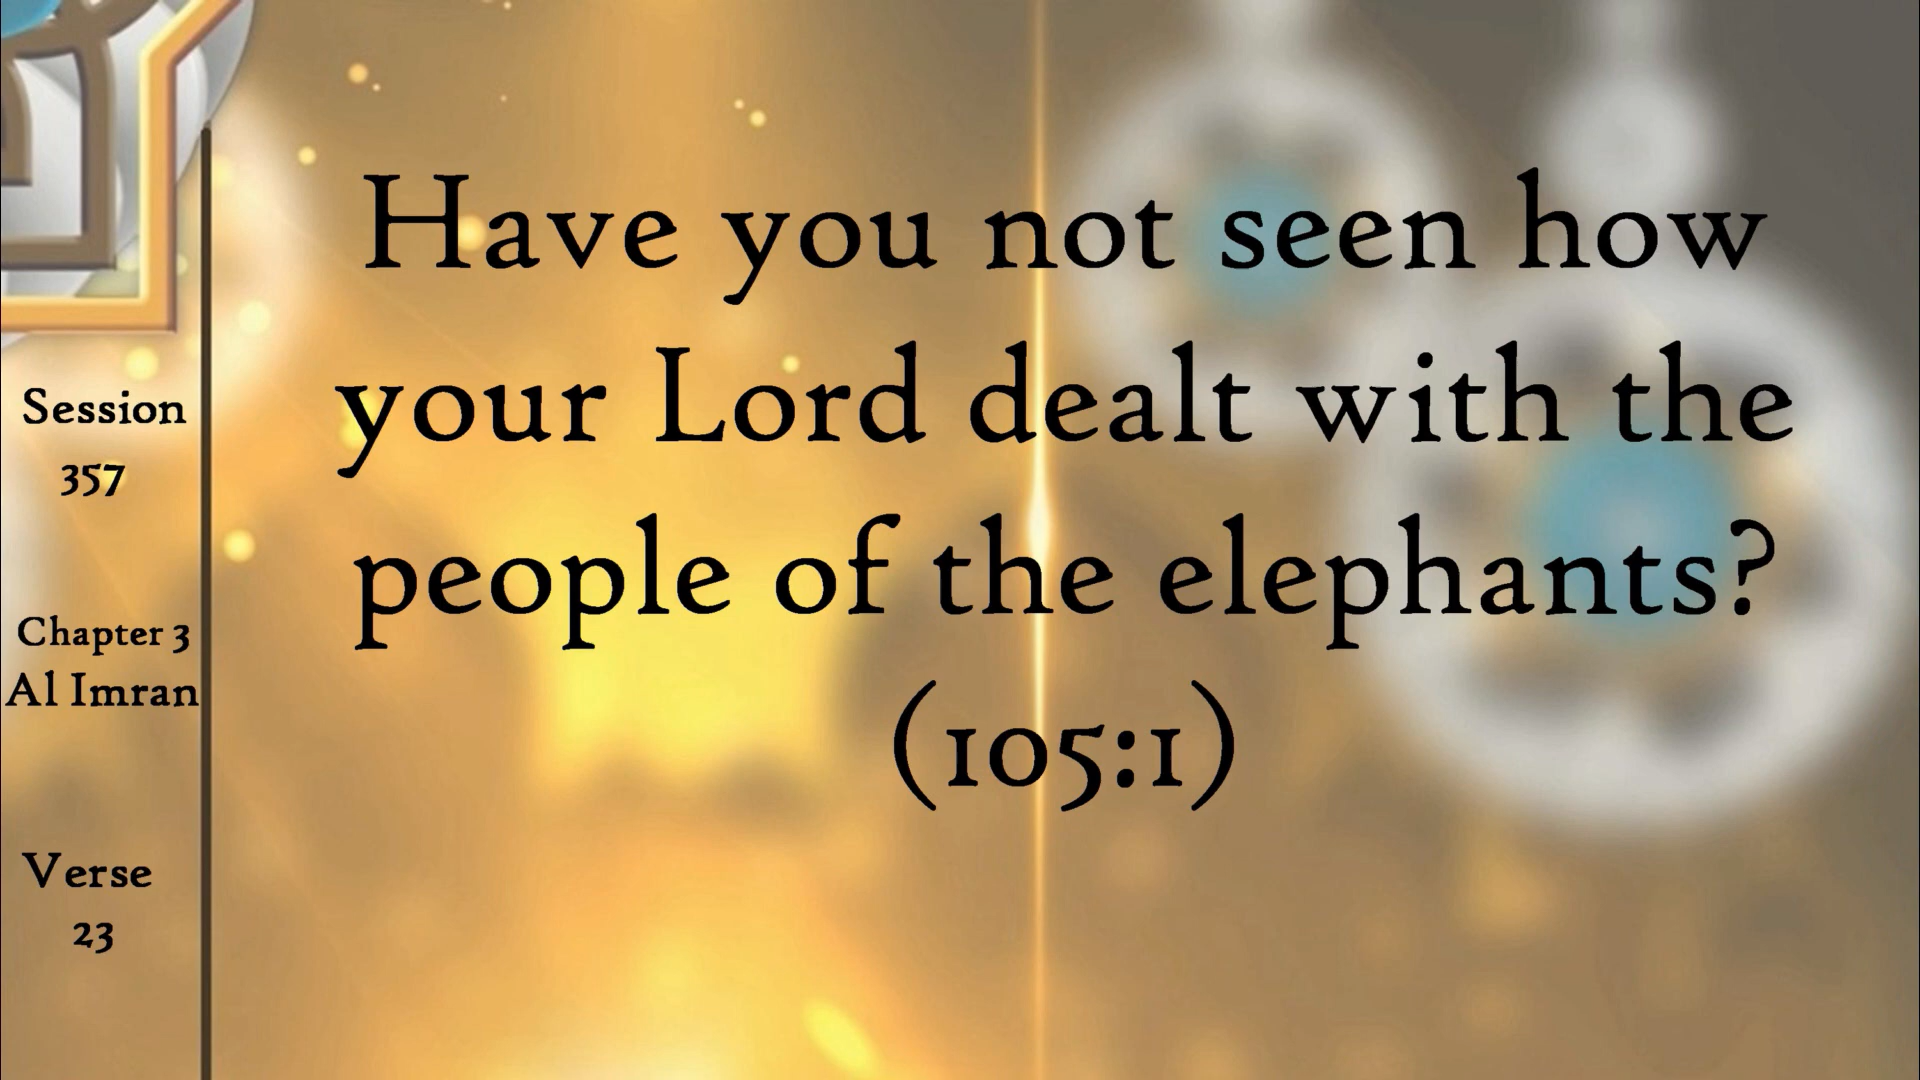 Have you not seen how
your Lord dealt with the
people of the elephants?
(105:1)
Session
357
Chapter 3
Al Imran
Verse
23